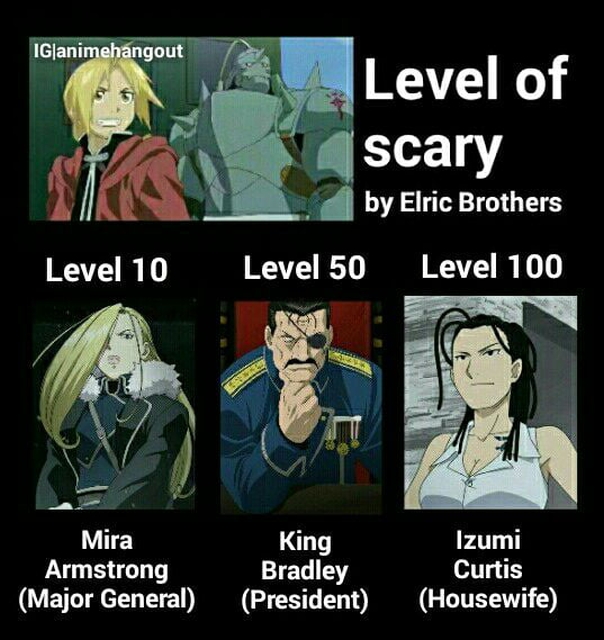 IG|animehangout
Level of
scary
by Elric Brothers
Level 10
Level 50
Level 100
Mira
Armstrong
(Major General)
King
Bradley
(President)
Izumi
Curtis
(Housewife)